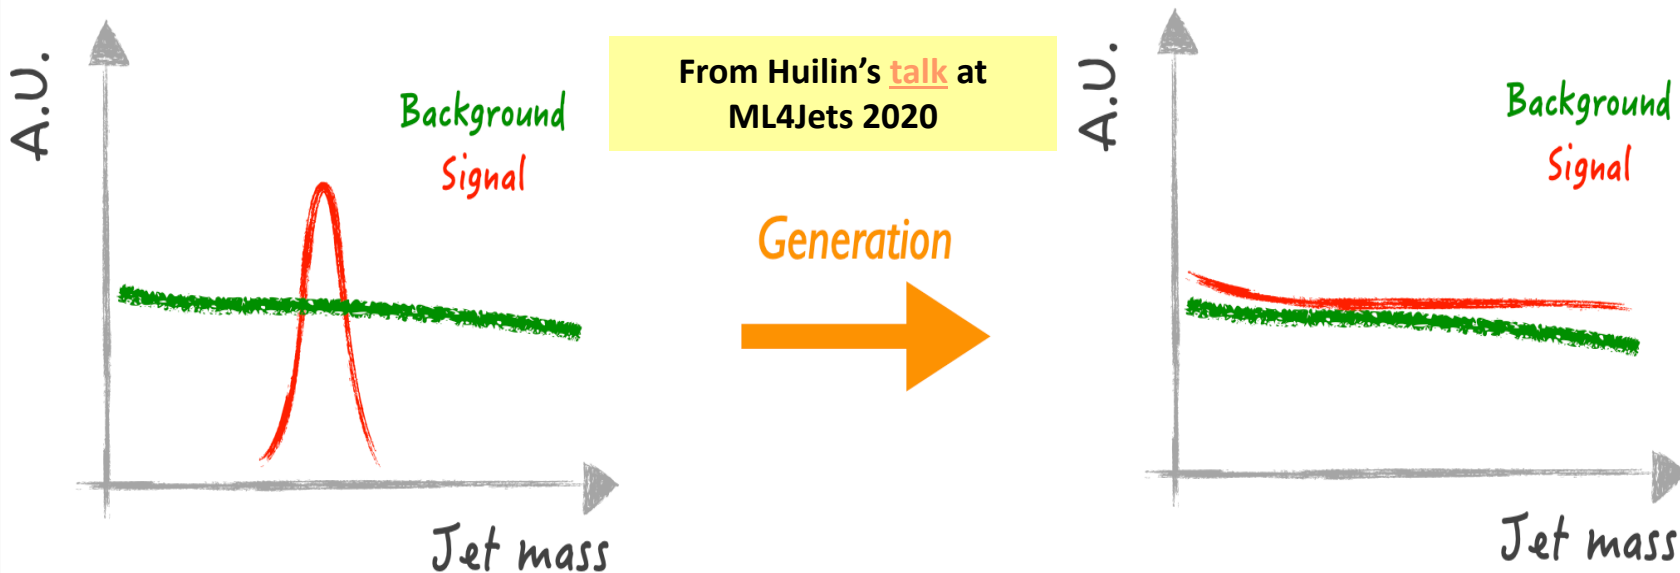 A.U.
Background
Signal
Jet mass
From Huilin’s talk at
ML4Jets 2020
Generation
A.U.
Background
Signal
Jet mass